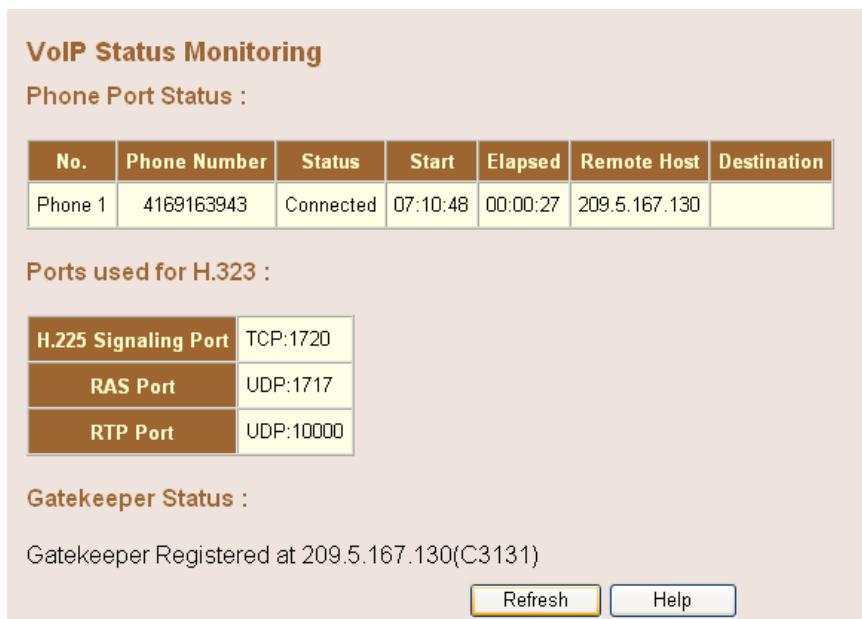 VoIP Status Monitoring
Phone Port Status :
No. Phone Number Status Start Elapsed Remote Host Destination
Phone 1 4169163943 Connected 07:10:48 00:00:27 209.5.167.130
Ports used for H.323 :
H.225 Signaling Port TCP:1720
RAS Port UDP:1717
RTP Port UDP:10000
Gatekeeper Status :
Gatekeeper Registered at 209.5.167.130(C3131)
Refresh Help